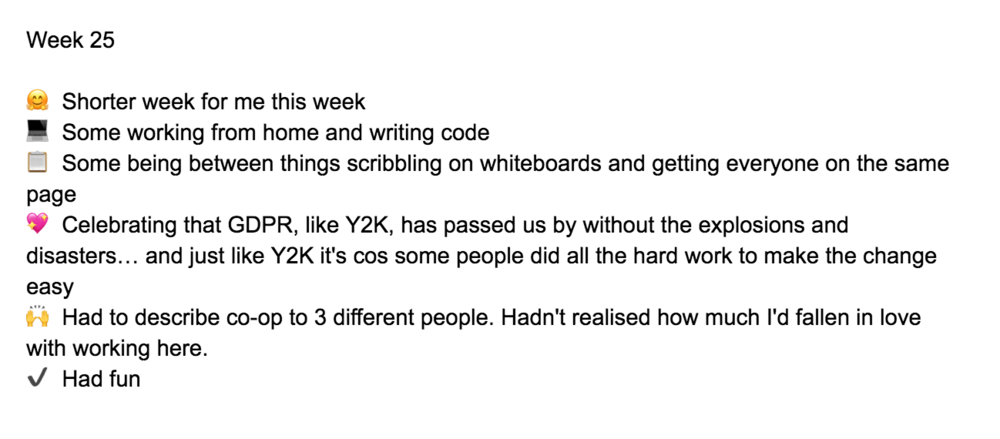 Week 25
🤗 Shorter week for me this week
💻 Some working from home and writing code
📋 Some being between things scribbling on whiteboards and getting everyone on the same
page
💖 Celebrating that GDPR, like Y2K, has passed us by without the explosions and
disasters… and just like Y2K it's cos some people did all the hard work to make the change
easy
🙌 Had to describe co-op to 3 different people. Hadn't realised how much I'd fallen in love
with working here.
✔ Had fun